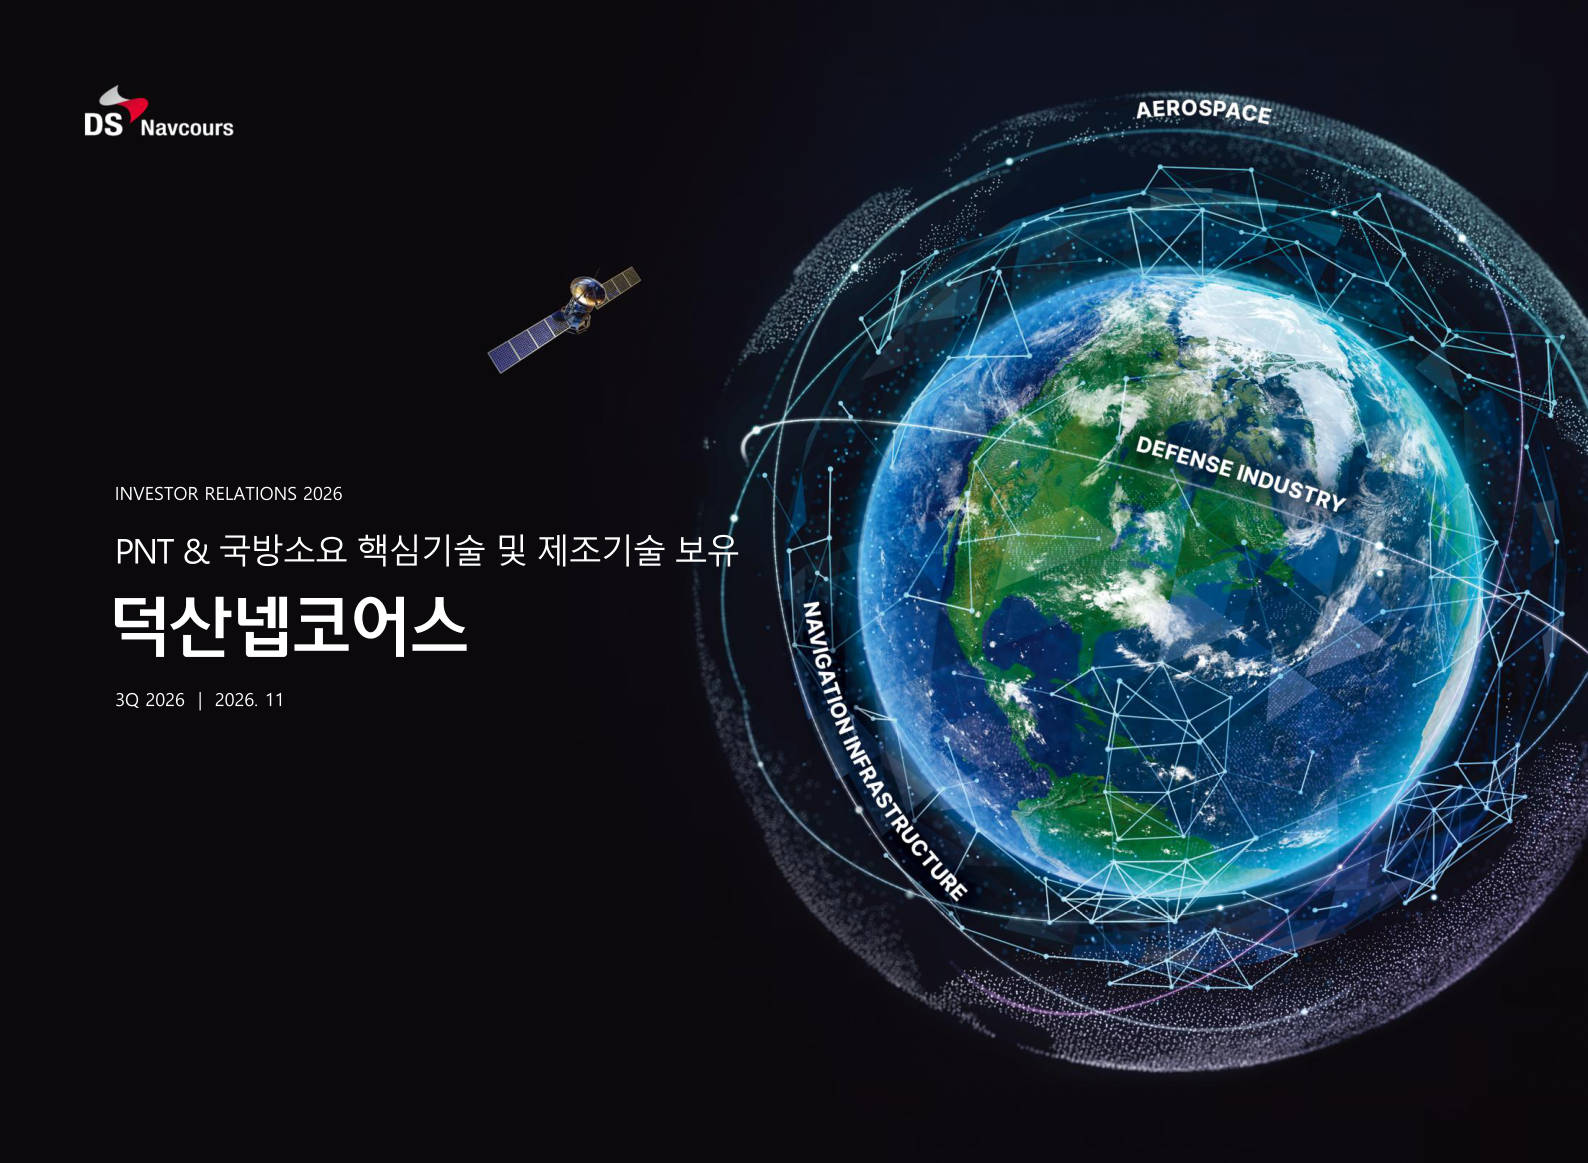 DS Navcours
AEROSPACE
DEFENSE INDUSTRY
INVESTOR RELATIONS 2026
PNT & 국방소요 핵심기술 및 제조기술 보유
덕산넵코어스
NAVIGATION INFRASTRUCTURE
3Q 2026 | 2026. 11